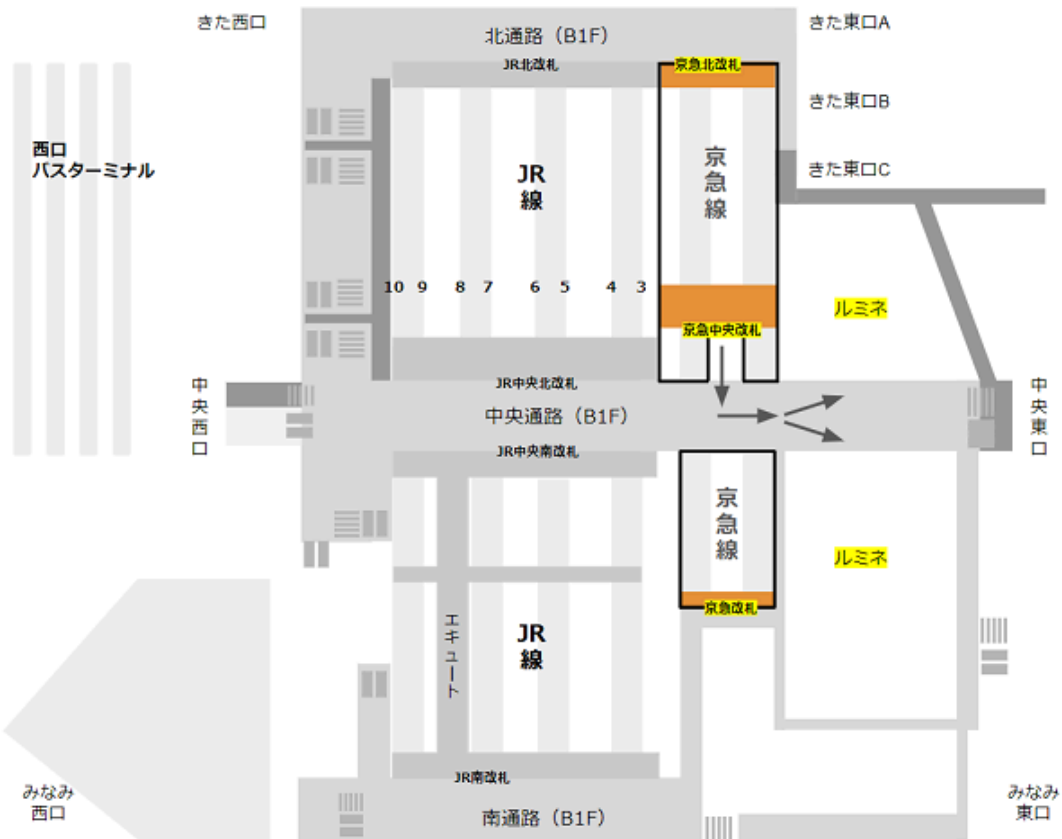 きた西口
北通路（B1F）
きた東口A
JR北改札
京急北改札
きた東口B
西口
バスターミナル
JR
線
京急線
きた東口C
10 9 8 7 6 5 4 3
ルミネ
京急中央改札
JR中央北改札
中央西口
中央通路（B1F）
中央東口
JR中央南改札
京急線
ルミネ
京急改札
エキュート
JR
線
JR南改札
みなみ
西口
南通路（B1F）
みなみ
東口